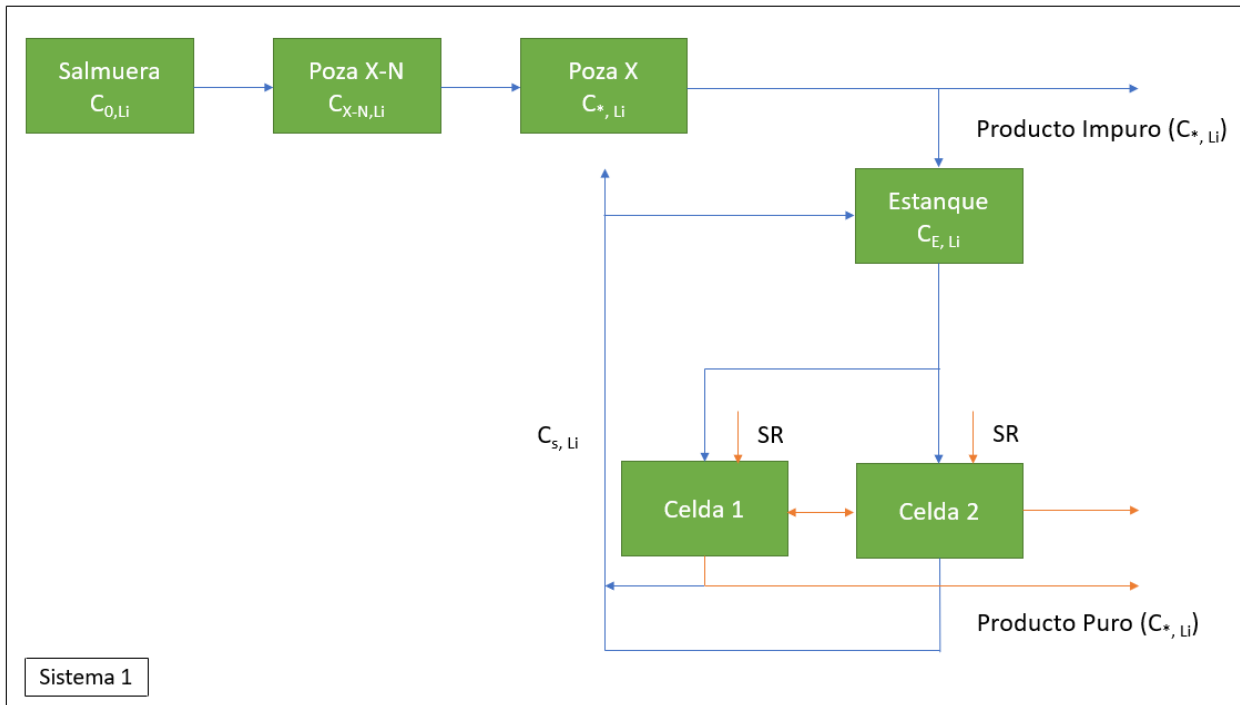 Salmuera
C0,Li
Poza X-N
CX-N,Li
Poza X
C*, Li
Producto Impuro (C*, Li)
Estanque
CE, Li
Cs, Li
SR
SR
Celda 1
Celda 2
Producto Puro (C*, Li)
Sistema 1